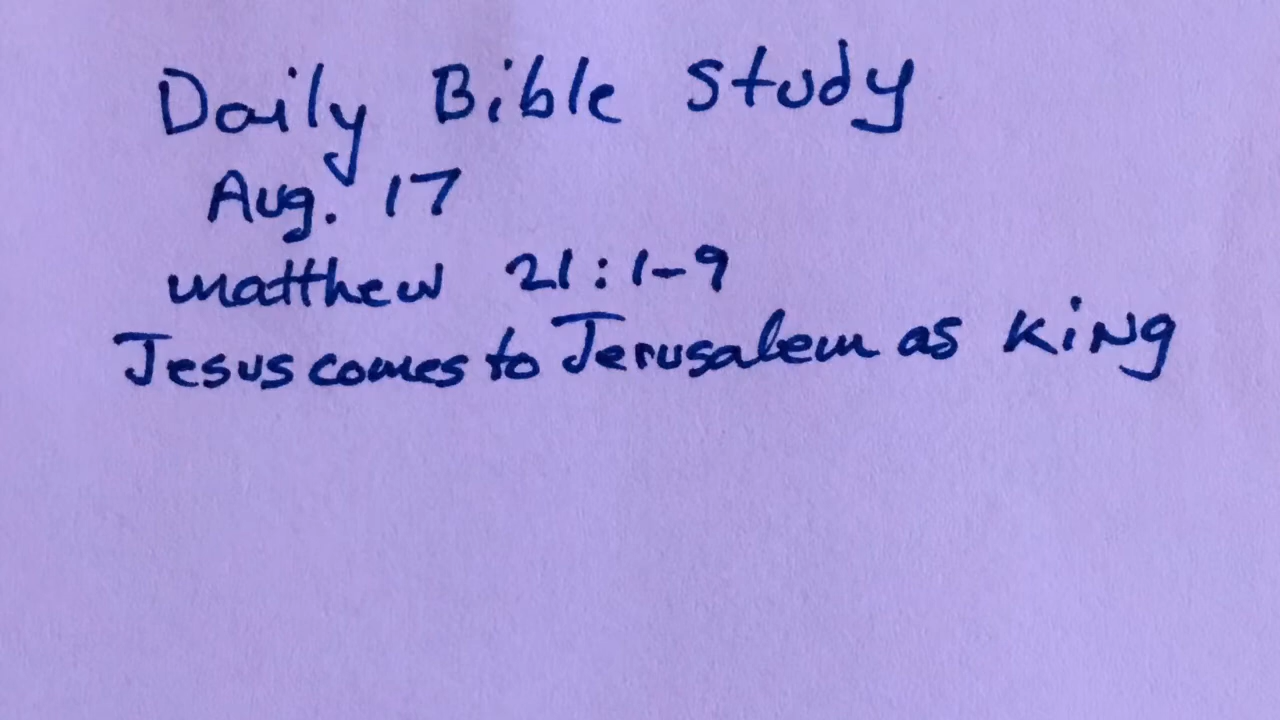 Daily Bible Study
Aug. 17
matthew 21:1-9
Jesus comes to Jerusalem as KiNg